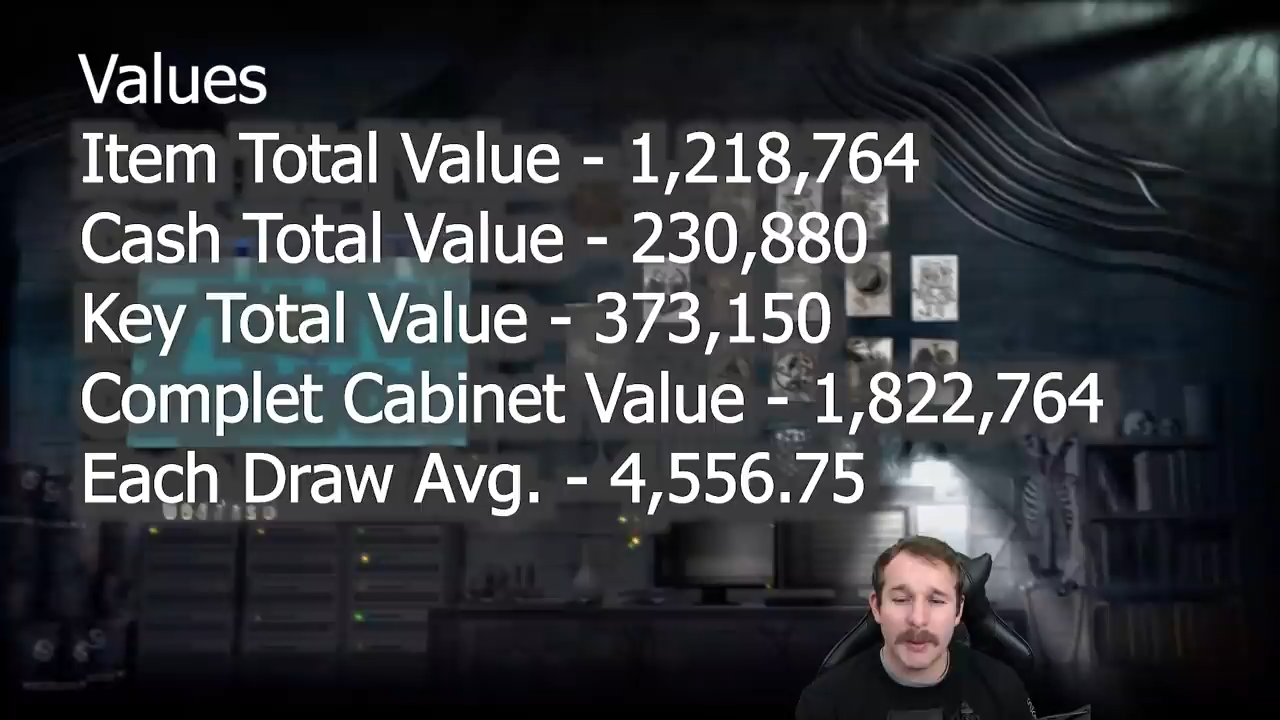 Values
Item Total Value - 1,218,764
Cash Total Value - 230,880
Key Total Value - 373,150
Complet Cabinet Value - 1,822,764
Each Draw Avg. - 4,556.75